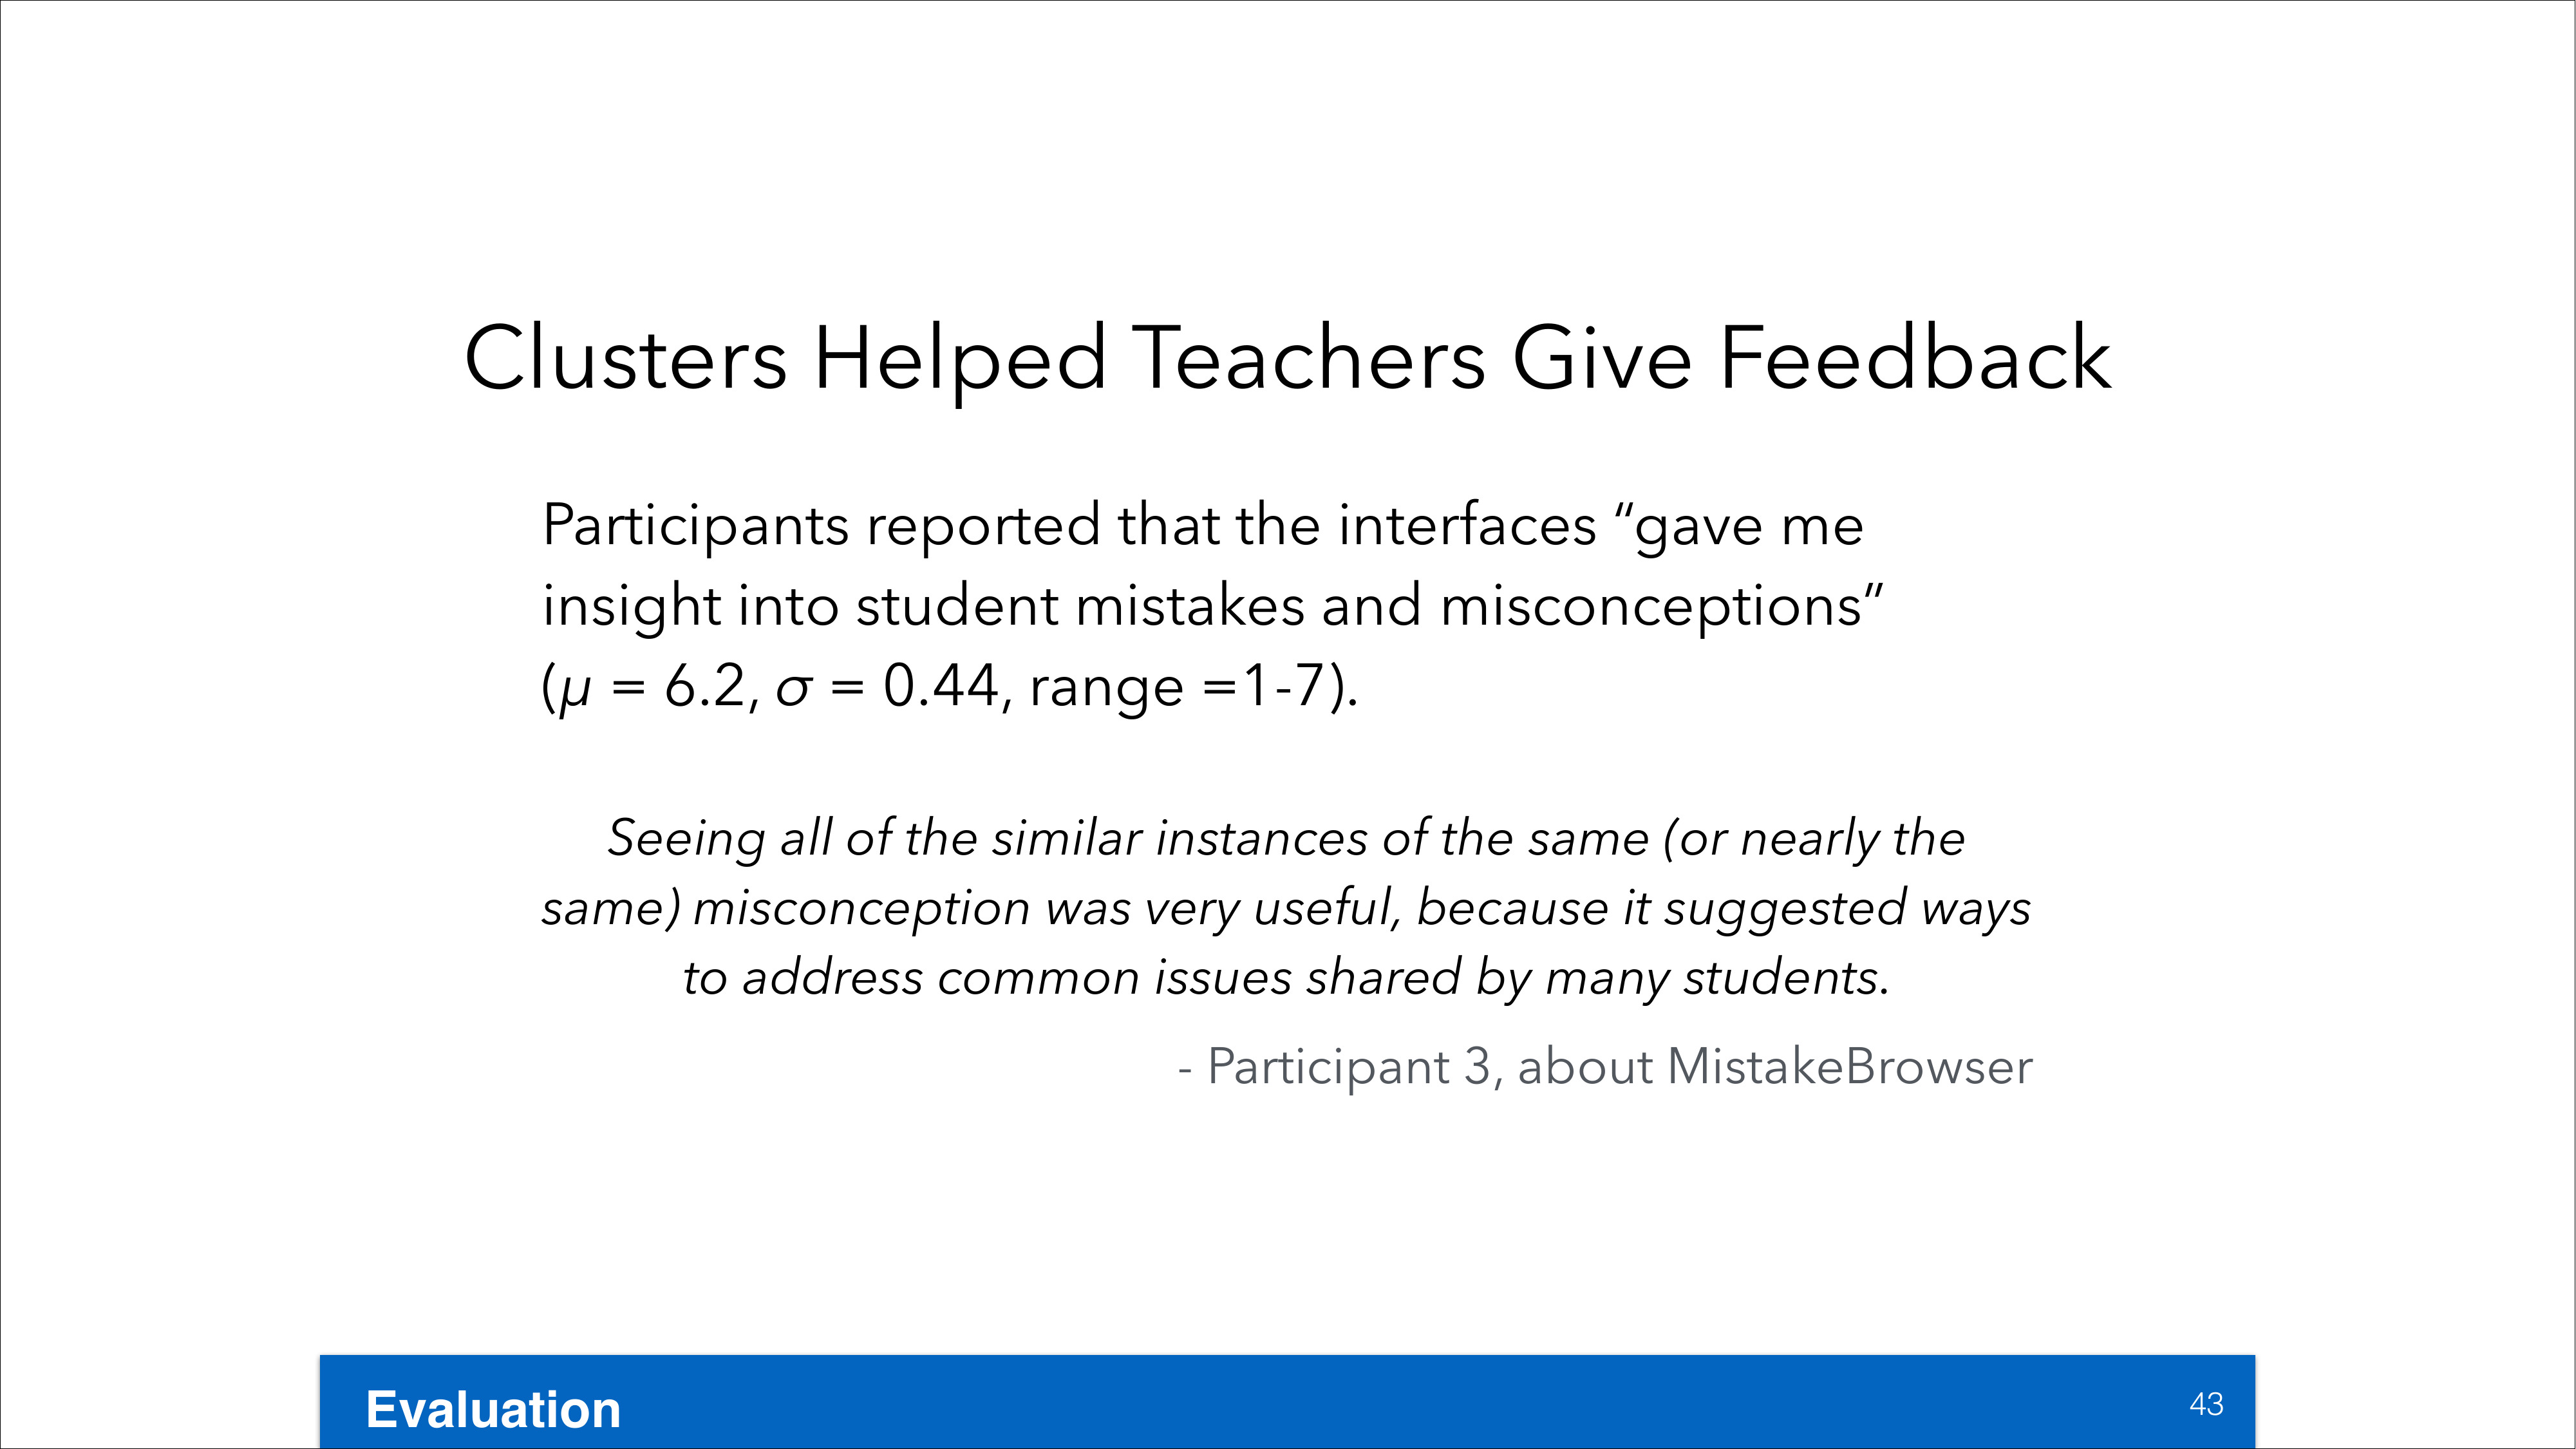 Clusters Helped Teachers Give Feedback
Participants reported that the interfaces “gave me
insight into student mistakes and misconceptions”
(μ = 6.2, σ = 0.44, range =1-7).
Seeing all of the similar instances of the same (or nearly the
same) misconception was very useful, because it suggested ways
to address common issues shared by many students.
- Participant 3, about MistakeBrowser
Evaluation
43